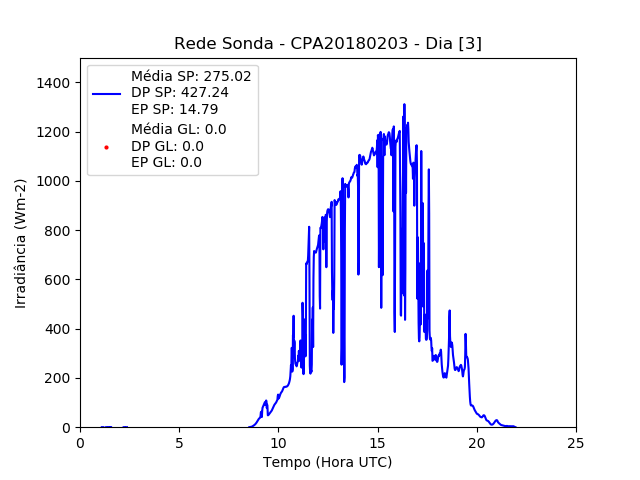 Rede Sonda - CPA20180203 - Dia [3]
Média SP: 275.02
DP SP: 427.24
EP SP: 14.79
Média GL: 0.0
DP GL: 0.0
EP GL: 0.0
Irradiância (Wm-2)
1400
1200
1000
800
600
400
200
0
0 5 10 15 20 25
Tempo (Hora UTC)